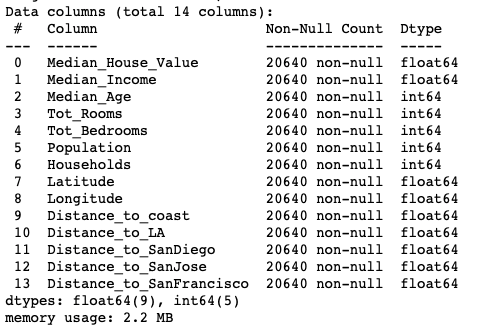 Data columns (total 14 columns):
 #   Column                    Non-Null Count  Dtype
---  ------                    --------------  -----
 0   Median_House_Value        20640 non-null  float64
 1   Median_Income             20640 non-null  float64
 2   Median_Age                20640 non-null  int64
 3   Tot_Rooms                 20640 non-null  int64
 4   Tot_Bedrooms              20640 non-null  int64
 5   Population                20640 non-null  int64
 6   Households                20640 non-null  int64
 7   Latitude                  20640 non-null  float64
 8   Longitude                 20640 non-null  float64
 9   Distance_to_coast         20640 non-null  float64
 10  Distance_to_LA            20640 non-null  float64
 11  Distance_to_SanDiego      20640 non-null  float64
 12  Distance_to_SanJose       20640 non-null  float64
 13  Distance_to_SanFrancisco  20640 non-null  float64
dtypes: float64(9), int64(5)
memory usage: 2.2 MB